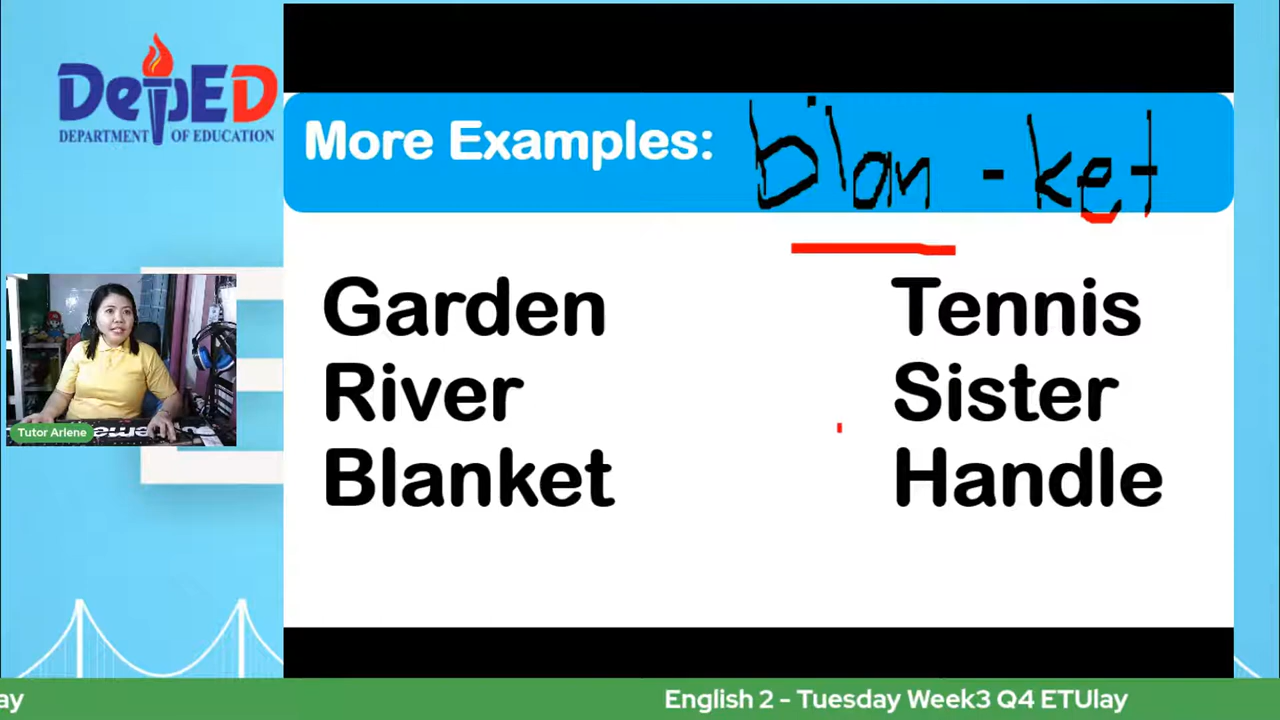 DepED
DEPARTMENT OF EDUCATION
More Examples:
blan - ket
Garden
River
Blanket
Tennis
Sister
Handle
Tutor Arlene
ay
English 2 - Tuesday Week3 Q4 ETUlay